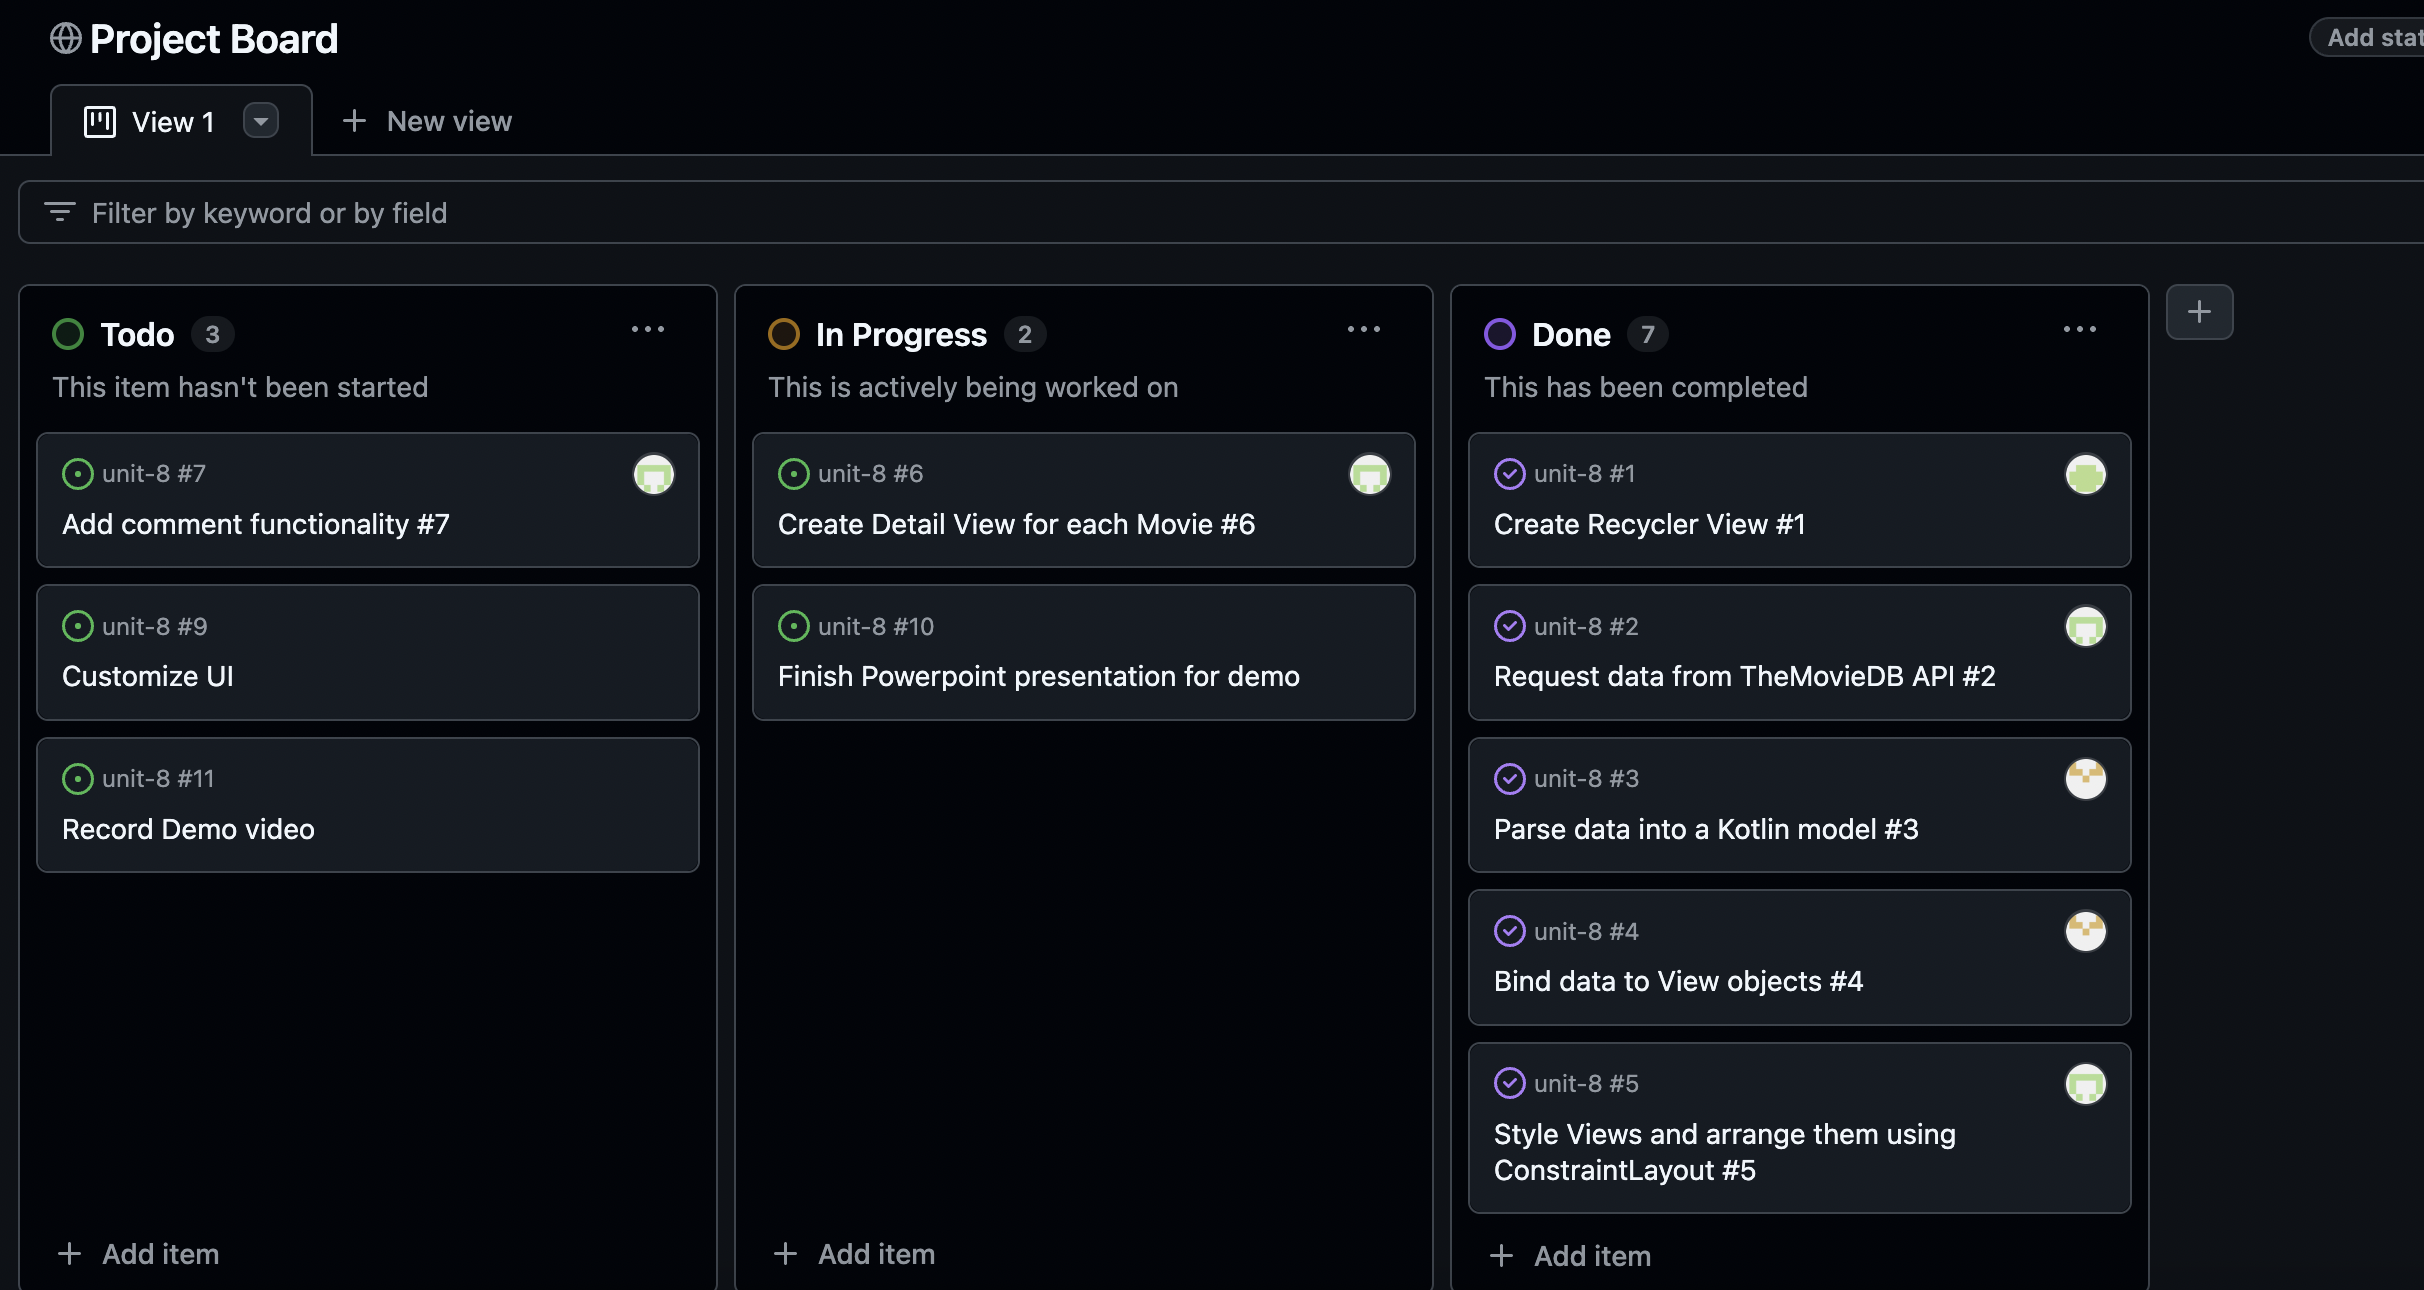 Project Board
Add stat
View 1
New view
Filter by keyword or by field
Todo 3
This item hasn't been started
unit-8 #7
Add comment functionality #7
unit-8 #9
Customize UI
unit-8 #11
Record Demo video
Add item
In Progress 2
This is actively being worked on
unit-8 #6
Create Detail View for each Movie #6
unit-8 #10
Finish Powerpoint presentation for demo
Add item
Done 7
This has been completed
unit-8 #1
Create Recycler View #1
unit-8 #2
Request data from TheMovieDB API #2
unit-8 #3
Parse data into a Kotlin model #3
unit-8 #4
Bind data to View objects #4
unit-8 #5
Style Views and arrange them using
ConstraintLayout #5
Add item